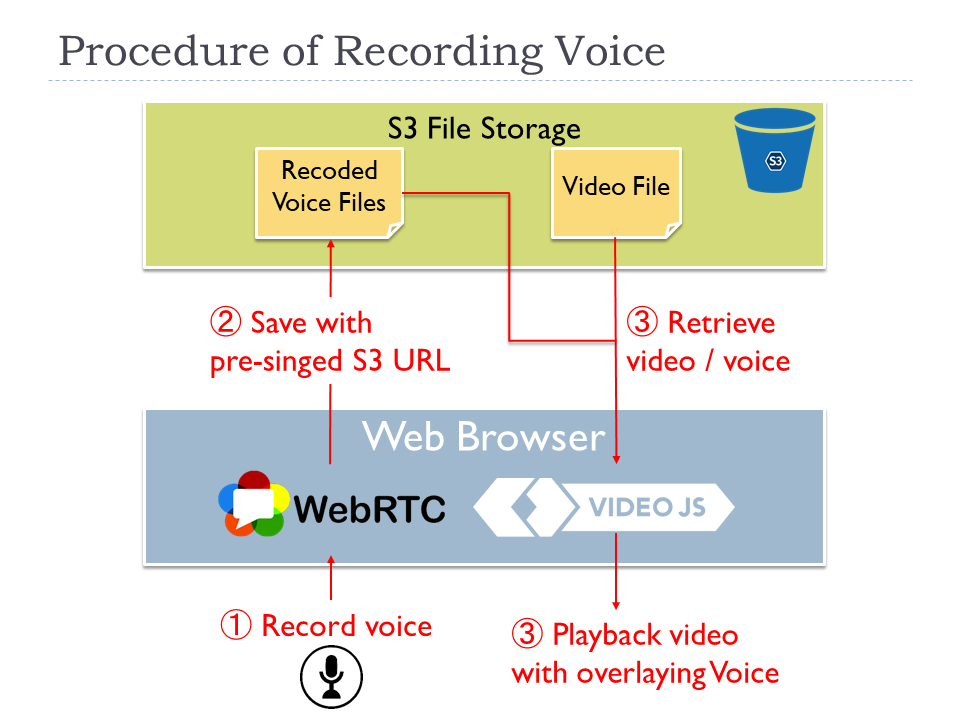 Procedure of Recording Voice
S3 File Storage
S3
Recoded
Voice Files
Video File
② Save with
pre-singed S3 URL
③ Retrieve
video / voice
Web Browser
WebRTC
VIDEO JS
① Record voice
③ Playback video
with overlaying Voice